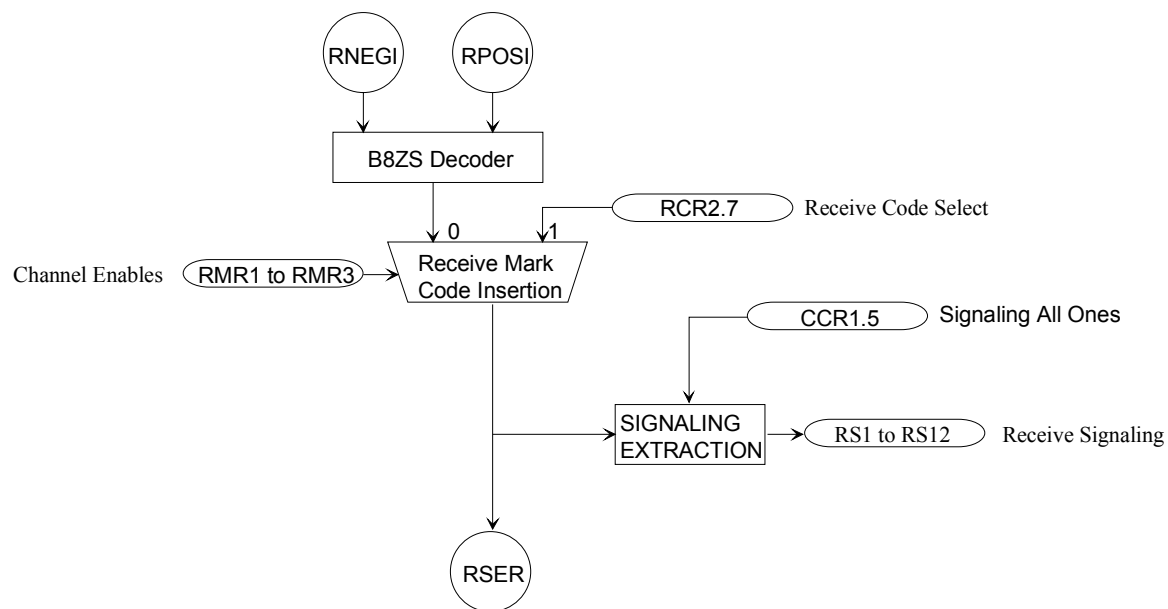 RNEGI
RPOSI
B8ZS Decoder
RCR2.7
Receive Code Select
0
1
Channel Enables
RMR1 to RMR3
Receive Mark
Code Insertion
CCR1.5
Signaling All Ones
SIGNALING
EXTRACTION
RS1 to RS12
Receive Signaling
RSER